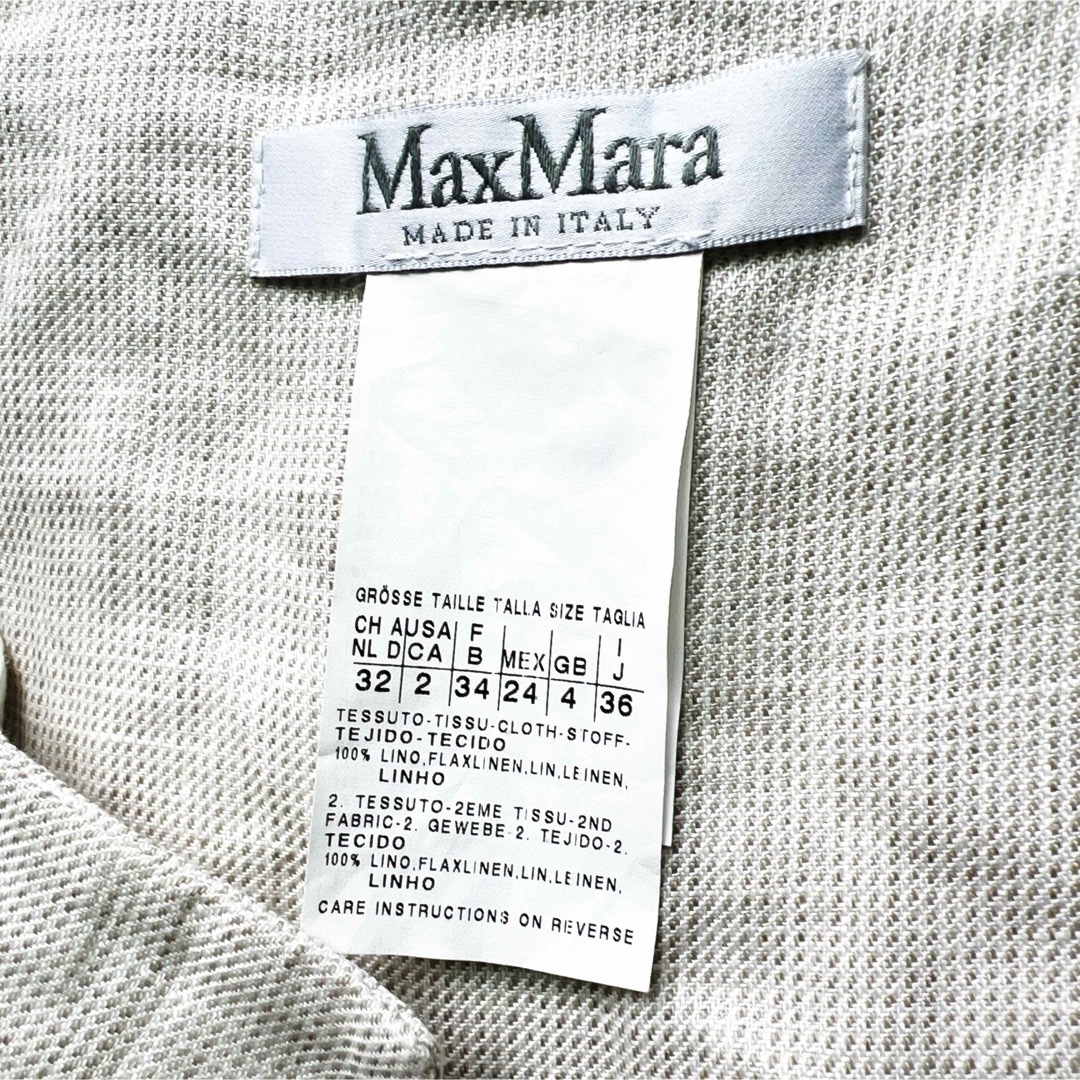 MaxMara
MADE IN ITALY
GRÖSSE TAILLE TALLA SIZE TAGLIA
CH A USA F I
NL D CA B MEX GB J
32 2 34 24 4 36
TESSUTO-TISSU-CLOTH-STOFF-
TEJIDO-TECIDO
100% LINO,FLAXLINEN,LIN,LEINEN,
LINHO
2. TESSUTO-2EME TISSU-2ND
FABRIC-2. GEWEBE-2. TEJIDO-2.
TECIDO
100% LINO,FLAXLINEN,LIN,LEINEN,
LINHO
CARE INSTRUCTIONS ON REVERSE